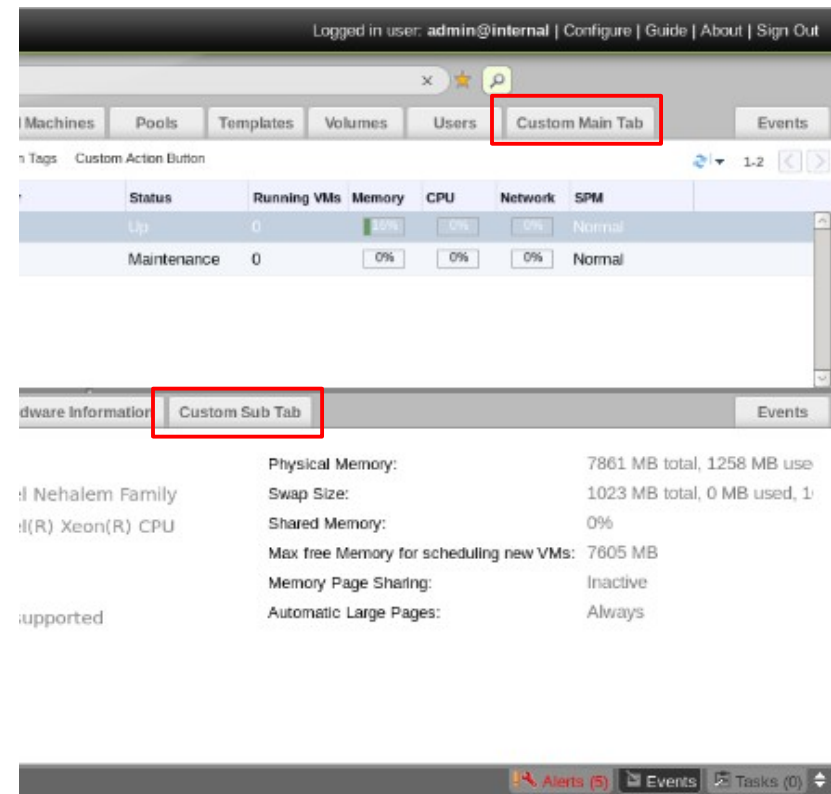 Logged in user: admin@internal | Configure | Guide | About | Sign Out
Machines Pools Templates Volumes Users Custom Main Tab Events
Tags Custom Action Button 1-2
Status Running VMs Memory CPU Network SPM
Up 0 16% 0% 0% Normal
Maintenance 0 0% 0% 0% Normal
dware Information Custom Sub Tab Events
Physical Memory: 7861 MB total, 1258 MB use
el Nehalem Family Swap Size: 1023 MB total, 0 MB used, 1
el(R) Xeon(R) CPU Shared Memory: 0%
Max free Memory for scheduling new VMs: 7605 MB
Memory Page Sharing: Inactive
supported Automatic Large Pages: Always
Alerts (5) Events Tasks (0)